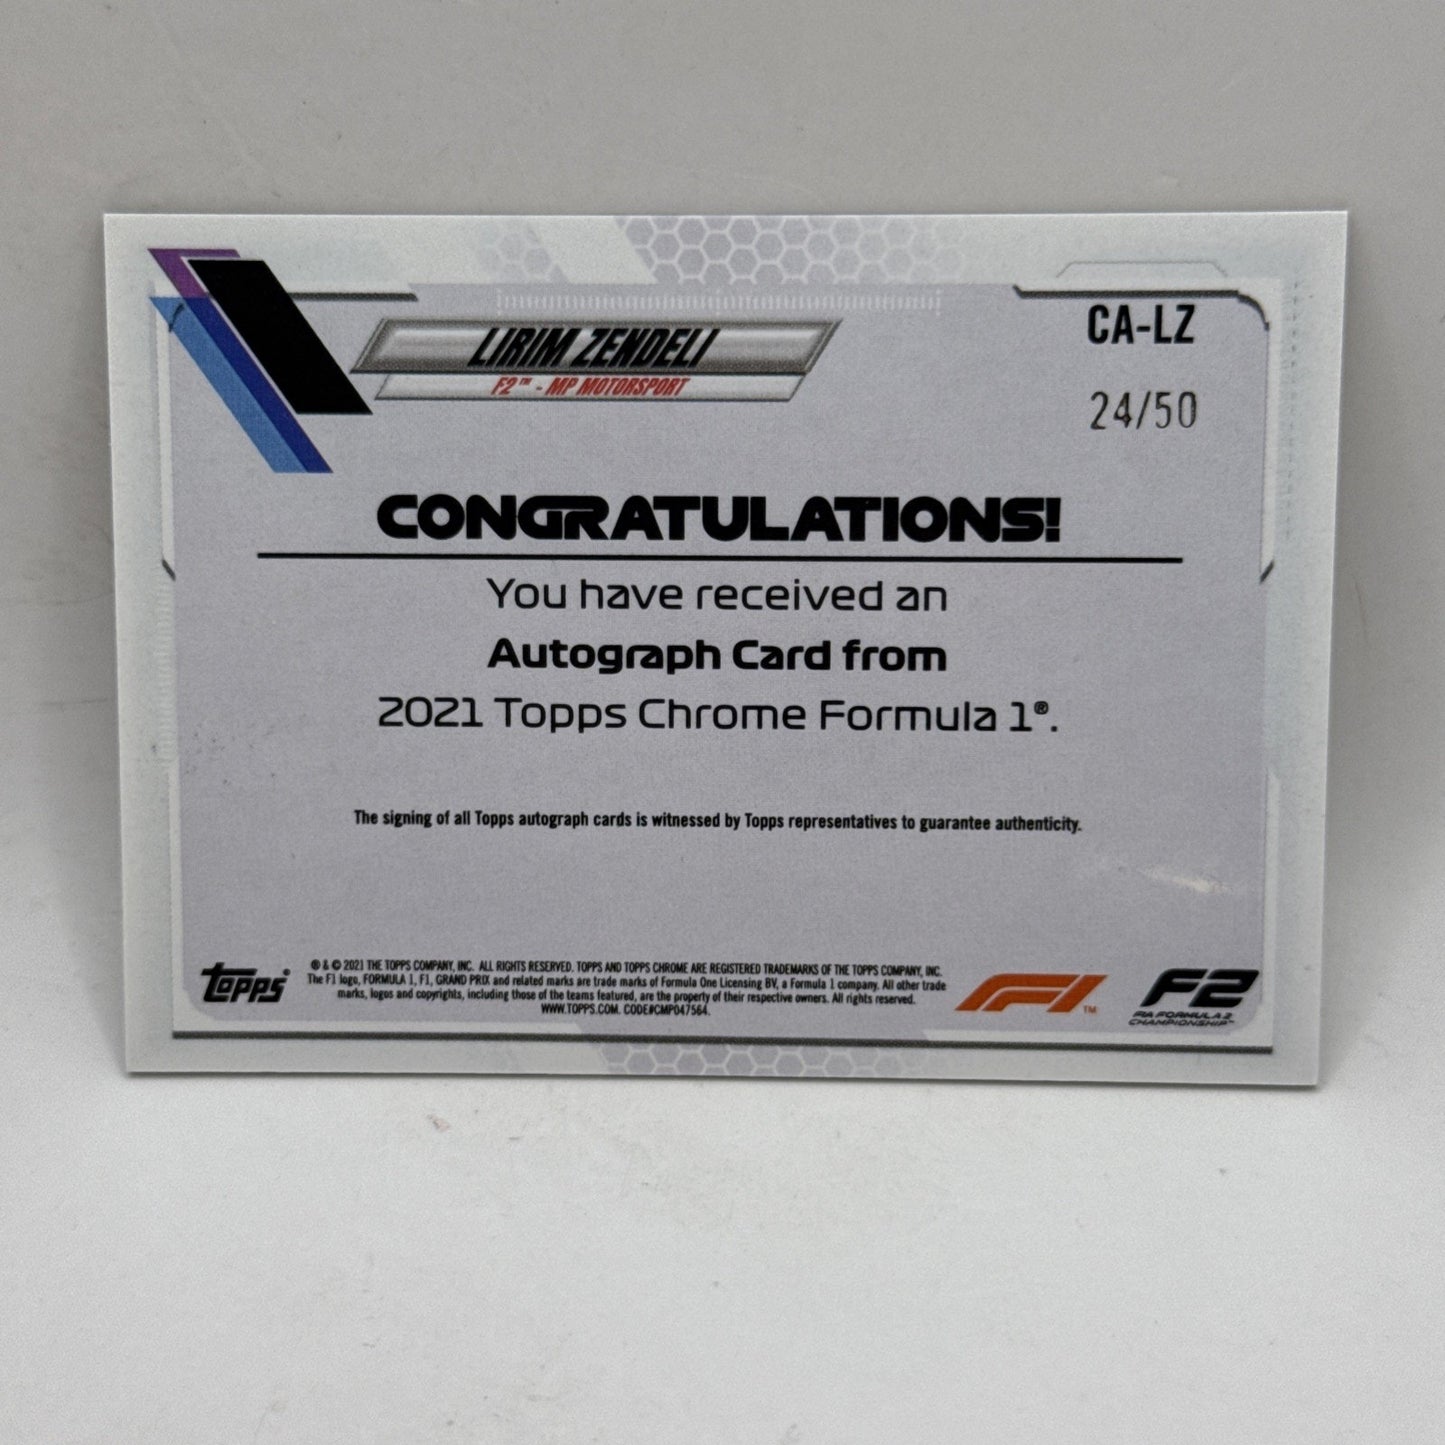 LIRIM ZENDELI
F2™ - MP MOTORSPORT
CA-LZ
24/50
CONGRATULATIONS!
You have received an
Autograph Card from
2021 Topps Chrome Formula 1®.
The signing of all Topps autograph cards is witnessed by Topps representatives to guarantee authenticity.
topps®
® & © 2021 THE TOPPS COMPANY, INC. ALL RIGHTS RESERVED. TOPPS AND TOPPS CHROME ARE REGISTERED TRADEMARKS OF THE TOPPS COMPANY, INC.
The F1 logo, FORMULA 1, F1, GRAND PRIX and related marks are trade marks of Formula One Licensing BV, a Formula 1 company. All other trade
marks, logos and copyrights, including those of the teams featured, are the property of their respective owners. All rights reserved.
WWW.TOPPS.COM. CODE#CMP047564.
F1™
F2
FIA FORMULA 2
CHAMPIONSHIP™